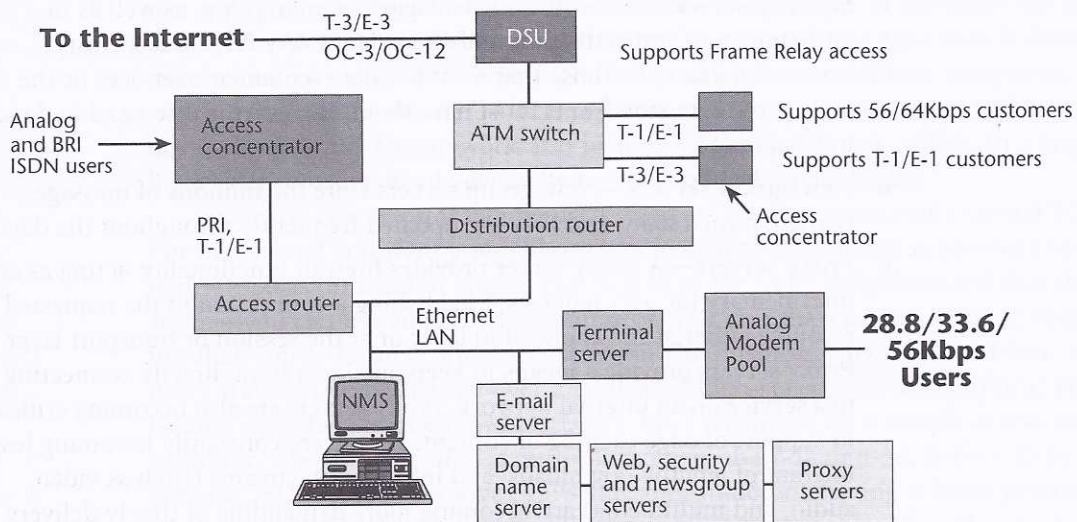 To the Internet
T-3/E-3
OC-3/OC-12
DSU
Supports Frame Relay access
Analog
and BRI
ISDN users
Access
concentrator
ATM switch
T-1/E-1
Supports 56/64Kbps customers
T-3/E-3
Supports T-1/E-1 customers
Access
concentrator
PRI,
T-1/E-1
Distribution router
Access router
Ethernet
LAN
Terminal
server
Analog
Modem
Pool
28.8/33.6/
56Kbps
Users
NMS
E-mail
server
Domain
name
server
Web, security
and newsgroup
servers
Proxy
servers